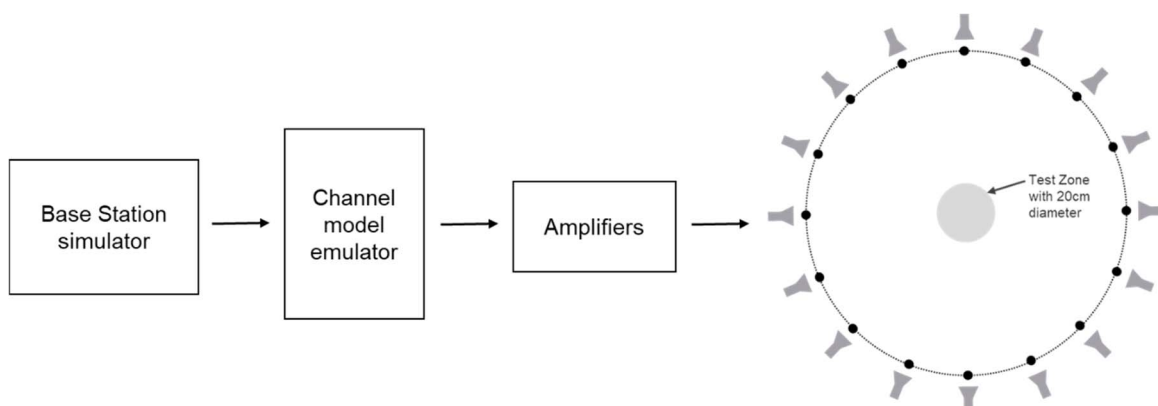 Base Station
simulator
Channel
model
emulator
Amplifiers
Test Zone
with 20cm
diameter